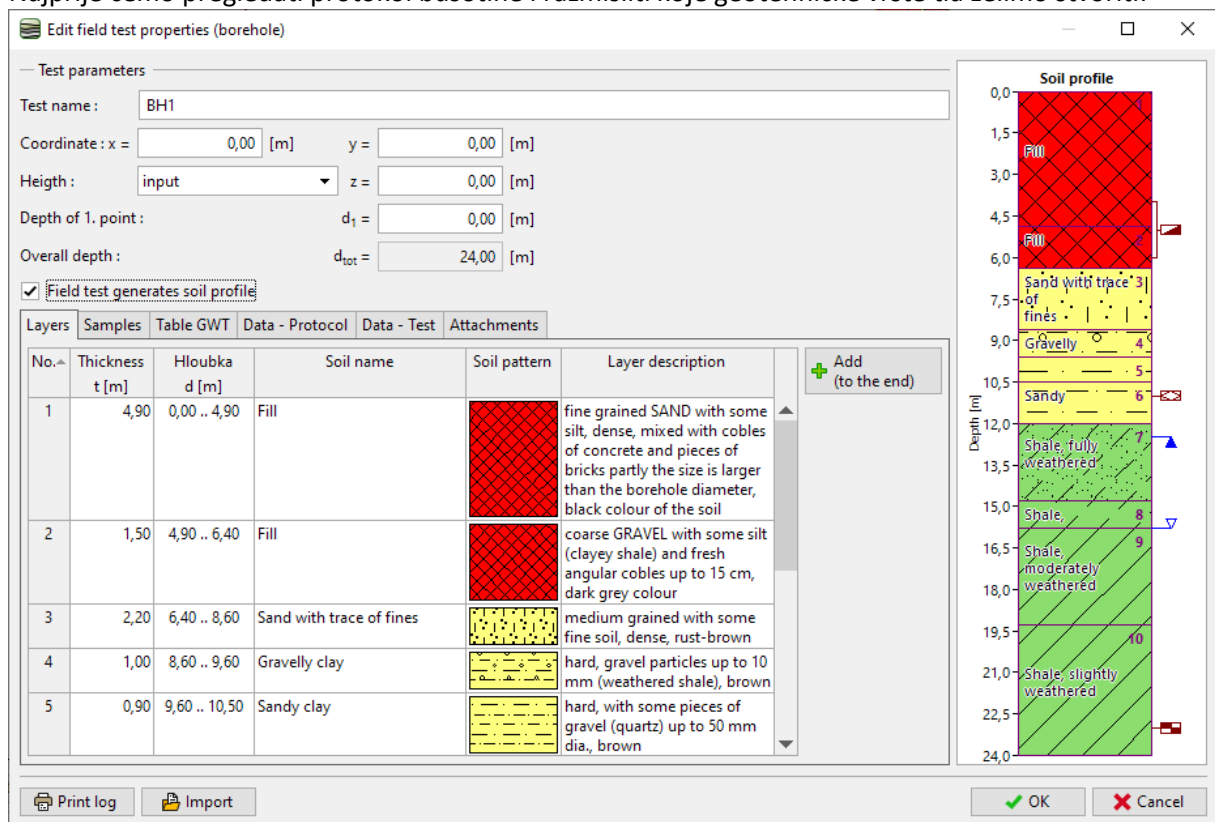 Najprije ćemo pregledati protokol bušotine i razmisliti koje geotehničke vrste tla želimo stvoriti.
Edit field test properties (borehole)
Test parameters
Test name : BH1
Coordinate : x = 0,00 [m] y = 0,00 [m]
Heigth : input z = 0,00 [m]
Depth of 1. point : d1 = 0,00 [m]
Overall depth : dtot = 24,00 [m]
Field test generates soil profile
Layers Samples Table GWT Data - Protocol Data - Test Attachments
No. Thickness Hloubka Soil name Soil pattern Layer description
t [m] d [m]
Add
(to the end)
1 4,90 0,00 .. 4,90 Fill fine grained SAND with some
silt, dense, mixed with cobles
of concrete and pieces of
bricks partly the size is larger
than the borehole diameter,
black colour of the soil
2 1,50 4,90 .. 6,40 Fill coarse GRAVEL with some silt
(clayey shale) and fresh
angular cobles up to 15 cm,
dark grey colour
3 2,20 6,40 .. 8,60 Sand with trace of fines medium grained with some
fine soil, dense, rust-brown
4 1,00 8,60 .. 9,60 Gravelly clay hard, gravel particles up to 10
mm (weathered shale), brown
5 0,90 9,60 .. 10,50 Sandy clay hard, with some pieces of
gravel (quartz) up to 50 mm
dia., brown
Print log Import OK Cancel
Soil profile
Depth [m]
0,0
1
1,5
Fill
3,0
4,5
Fill 2
6,0
Sand with trace 3
of
7,5
fines
9,0
Gravelly 4
5
10,5
Sandy 6
12,0
7
Shale, fully
13,5
weathered
15,0
Shale, 8
9
16,5
Shale,
moderately
weathered
18,0
19,5
10
21,0
Shale, slightly
weathered
22,5
24,0